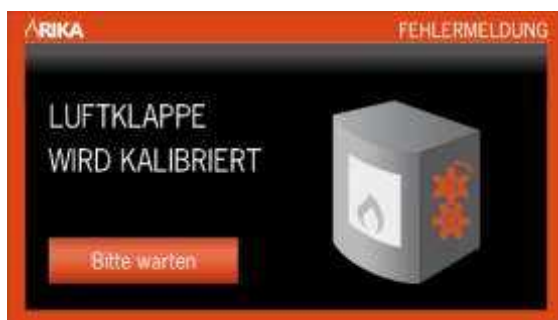 RIKA
FEHLERMELDUNG
LUFTKLAPPE
WIRD KALIBRIERT
Bitte warten